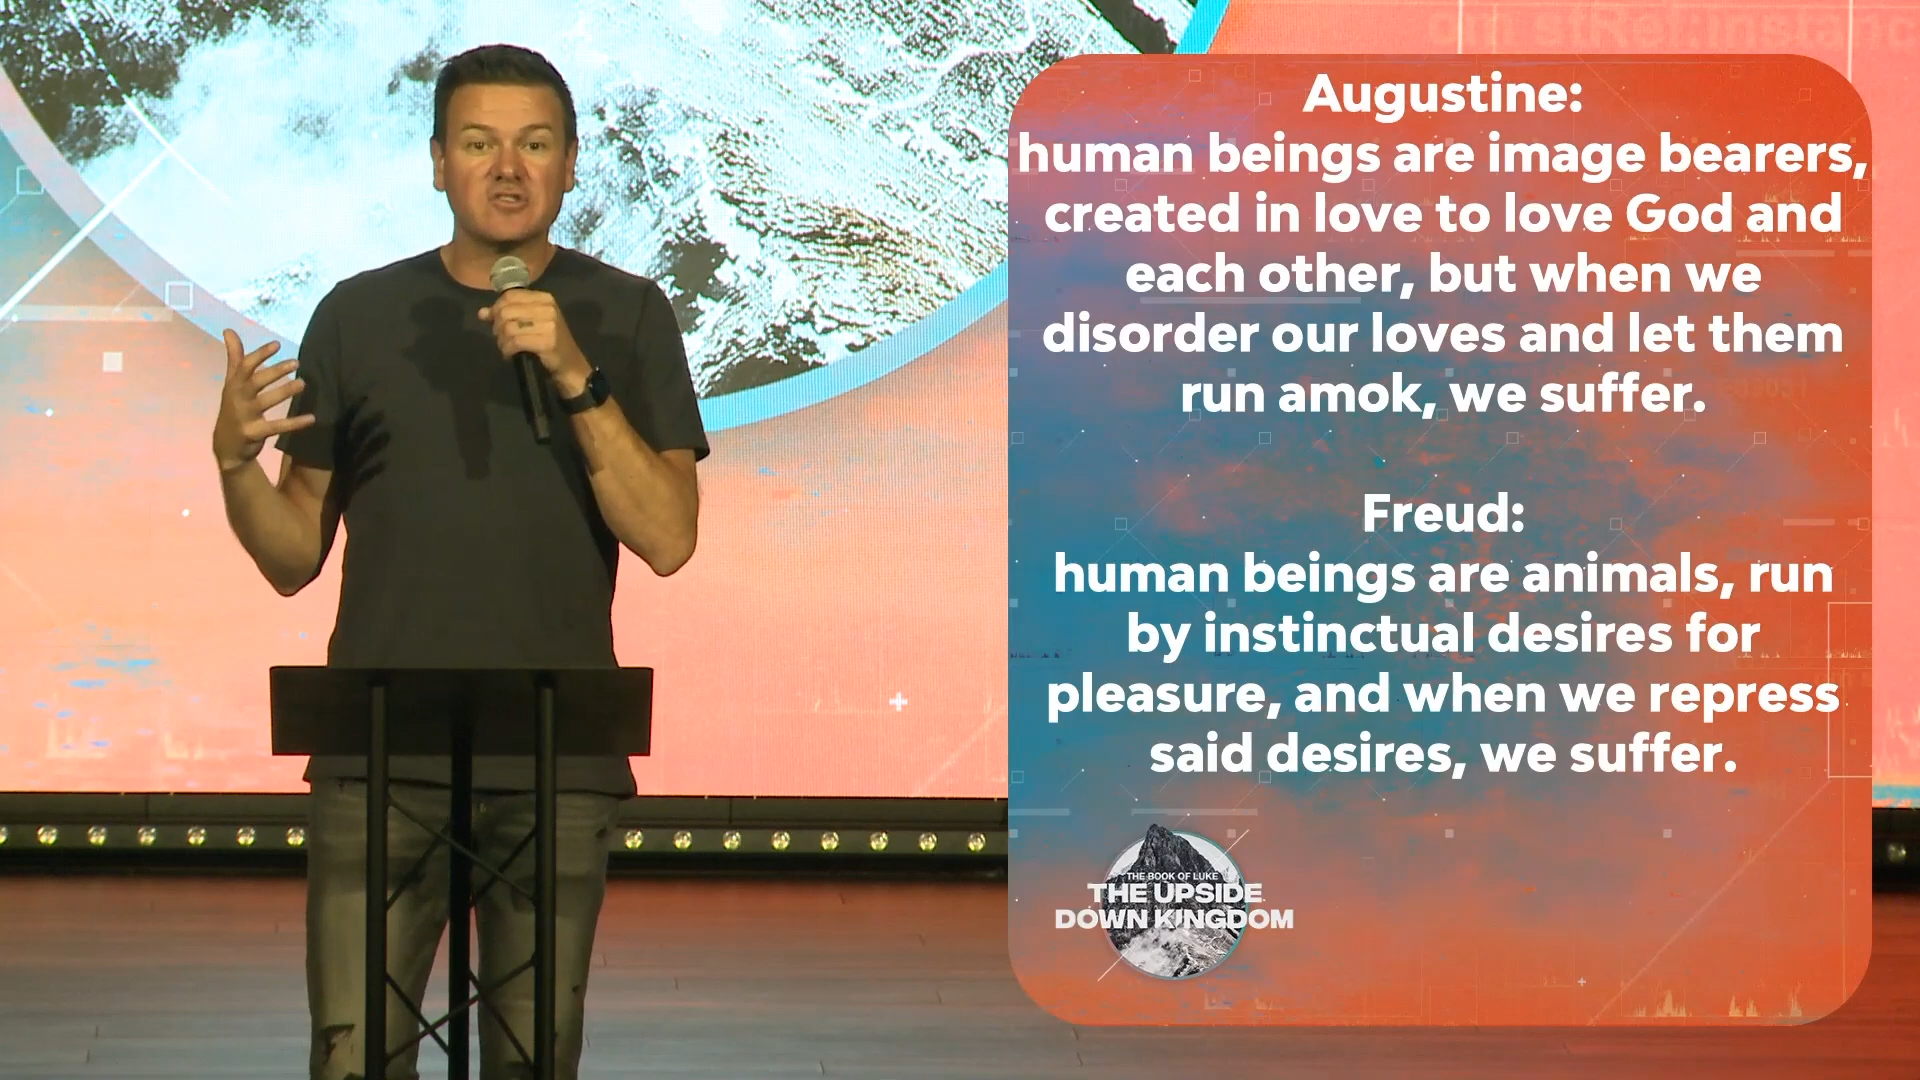 Augustine:
human beings are image bearers,
created in love to love God and
each other, but when we
disorder our loves and let them
run amok, we suffer.
Freud:
human beings are animals, run
by instinctual desires for
pleasure, and when we repress
said desires, we suffer.
THE BOOK OF LUKE
THE UPSIDE
DOWN KINGDOM